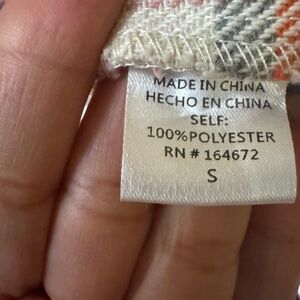 MADE IN CHINA
HECHO EN CHINA
SELF:
100%POLYESTER
RN # 164672
S